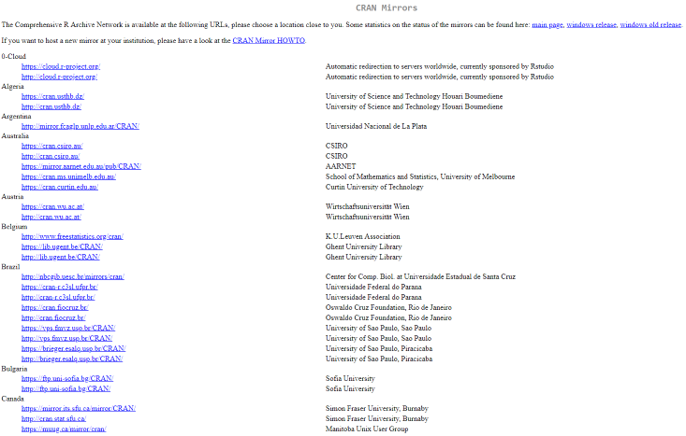 CRAN Mirrors
The Comprehensive R Archive Network is available at the following URLs, please choose a location close to you. Some statistics on the status of the mirrors can be found here: main page, windows release, windows old release.
If you want to host a new mirror at your institution, please have a look at the CRAN Mirror HOWTO.
0-Cloud
https://cloud.r-project.org/ Automatic redirection to servers worldwide, currently sponsored by Rstudio
http://cloud.r-project.org/ Automatic redirection to servers worldwide, currently sponsored by Rstudio
Algeria
https://cran.usthb.dz/ University of Science and Technology Houari Boumediene
http://cran.usthb.dz/ University of Science and Technology Houari Boumediene
Argentina
http://mirror.fcaglp.unlp.edu.ar/CRAN/ Universidad Nacional de La Plata
Australia
https://cran.csiro.au/ CSIRO
http://cran.csiro.au/ CSIRO
https://mirror.aarnet.edu.au/pub/CRAN/ AARNET
https://cran.ms.unimelb.edu.au/ School of Mathematics and Statistics, University of Melbourne
https://cran.curtin.edu.au/ Curtin University of Technology
Austria
https://cran.wu.ac.at/ Wirtschaftsuniversität Wien
http://cran.wu.ac.at/ Wirtschaftsuniversität Wien
Belgium
http://www.freestatistics.org/cran/ K.U.Leuven Association
https://lib.ugent.be/CRAN/ Ghent University Library
http://lib.ugent.be/CRAN/ Ghent University Library
Brazil
http://nbcgib.uesc.br/mirrors/cran/ Center for Comp. Biol. at Universidade Estadual de Santa Cruz
https://cran-r.c3sl.ufpr.br/ Universidade Federal do Parana
http://cran-r.c3sl.ufpr.br/ Universidade Federal do Parana
https://cran.fiocruz.br/ Oswaldo Cruz Foundation, Rio de Janeiro
http://cran.fiocruz.br/ Oswaldo Cruz Foundation, Rio de Janeiro
https://vps.fmvz.usp.br/CRAN/ University of Sao Paulo, Sao Paulo
http://vps.fmvz.usp.br/CRAN/ University of Sao Paulo, Sao Paulo
https://brieger.esalq.usp.br/CRAN/ University of Sao Paulo, Piracicaba
http://brieger.esalq.usp.br/CRAN/ University of Sao Paulo, Piracicaba
Bulgaria
https://ftp.uni-sofia.bg/CRAN/ Sofia University
http://ftp.uni-sofia.bg/CRAN/ Sofia University
Canada
https://mirror.its.sfu.ca/mirror/CRAN/ Simon Fraser University, Burnaby
http://cran.stat.sfu.ca/ Simon Fraser University, Burnaby
https://muug.ca/mirror/cran/ Manitoba Unix User Group